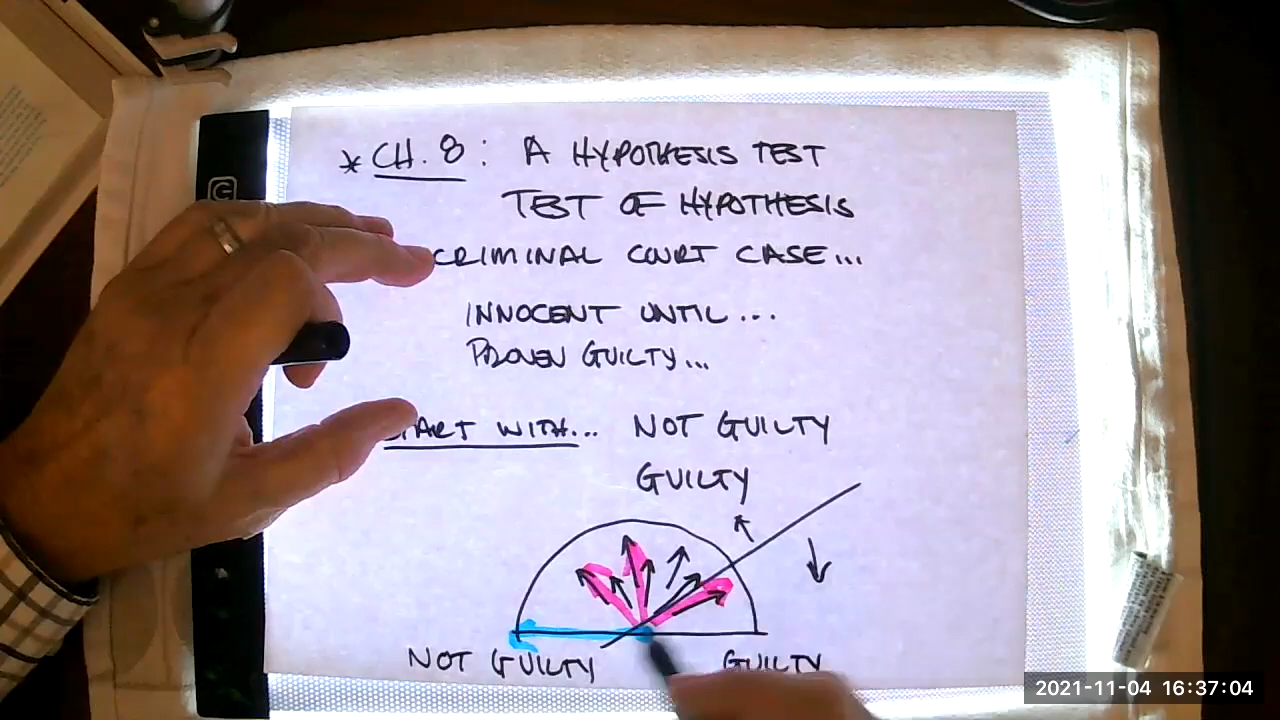 * CH. 8: A HYPOTHESIS TEST
TEST OF HYPOTHESIS
CRIMINAL COURT CASE...
INNOCENT UNTIL...
PROVEN GUILTY...
START WITH... NOT GUILTY
GUILTY
NOT GUILTY GUILTY
2021-11-04 16:37:04